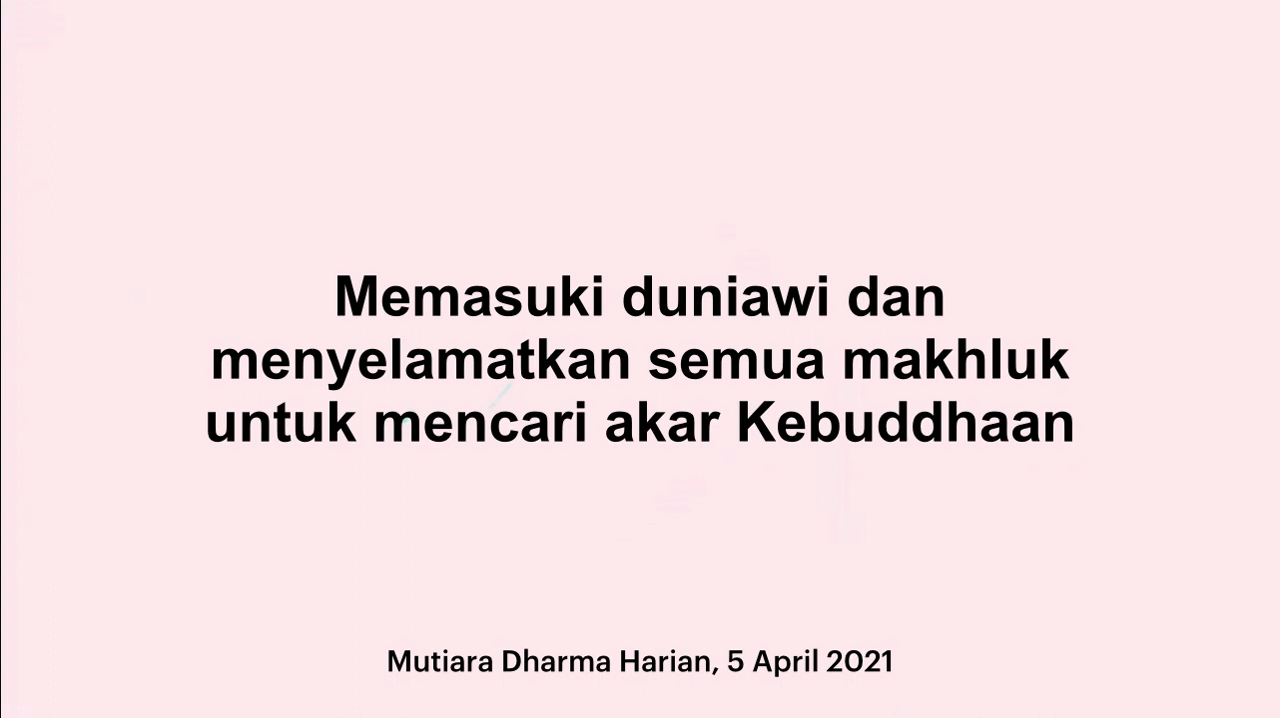 Memasuki duniawi dan
menyelamatkan semua makhluk
untuk mencari akar Kebuddhaan
Mutiara Dharma Harian, 5 April 2021